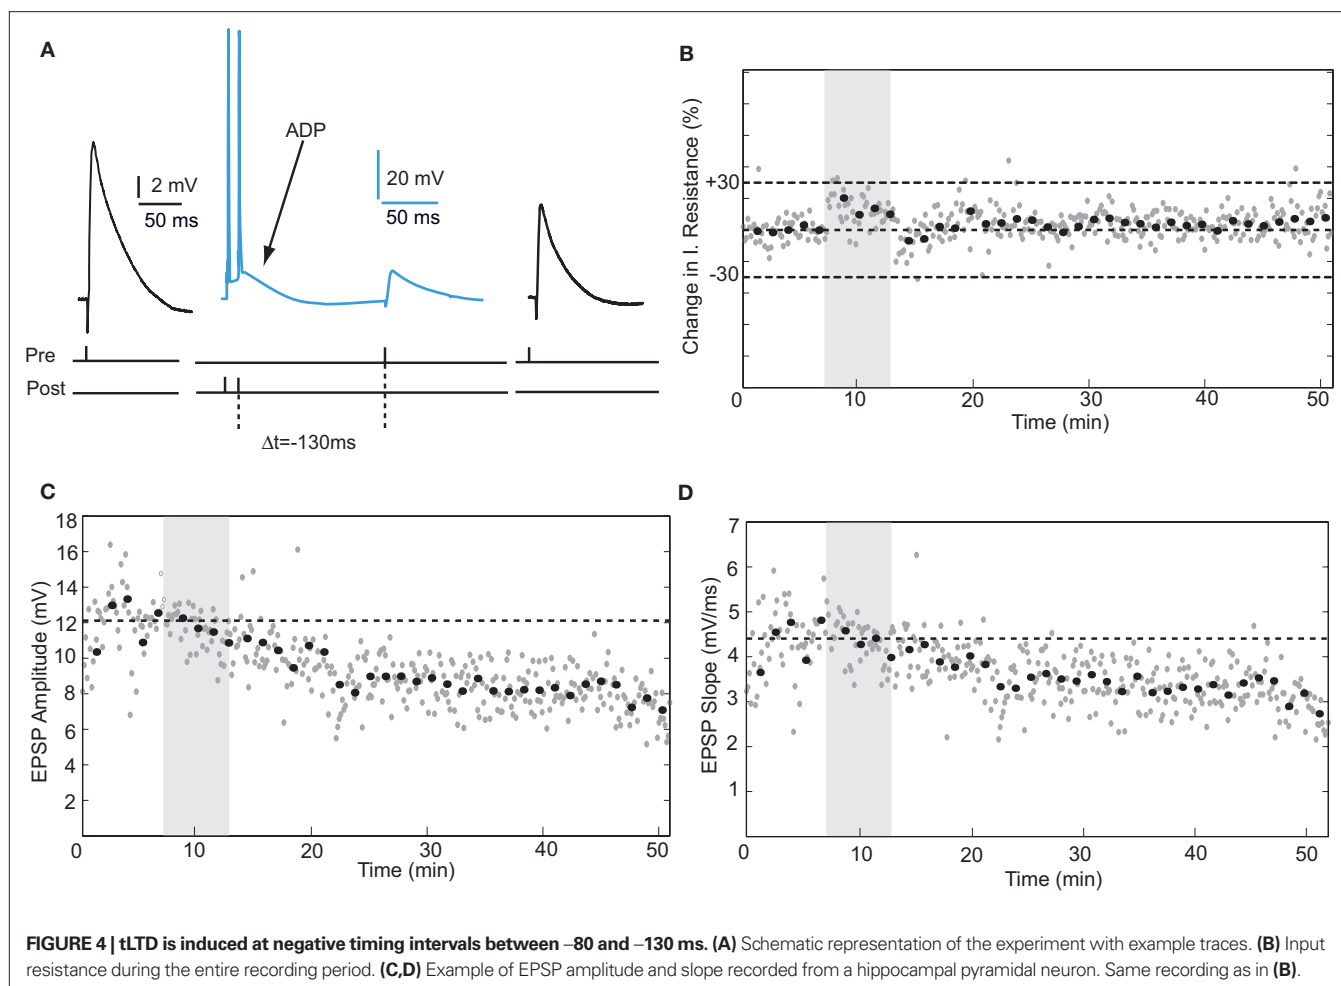 A
ADP
2 mV
50 ms
20 mV
50 ms
Pre
Post
Δt=-130ms
B
Change in I. Resistance (%)
+30
-30
0
10
20
30
40
50
Time (min)
C
EPSP Amplitude (mV)
18
16
14
12
10
8
6
4
2
0
10
20
30
40
50
Time (min)
D
EPSP Slope (mV/ms)
7
6
5
4
3
2
1
0
10
20
30
40
50
Time (min)
FIGURE 4 | tLTD is induced at negative timing intervals between –80 and –130 ms. (A) Schematic representation of the experiment with example traces. (B) Input
resistance during the entire recording period. (C,D) Example of EPSP amplitude and slope recorded from a hippocampal pyramidal neuron. Same recording as in (B).